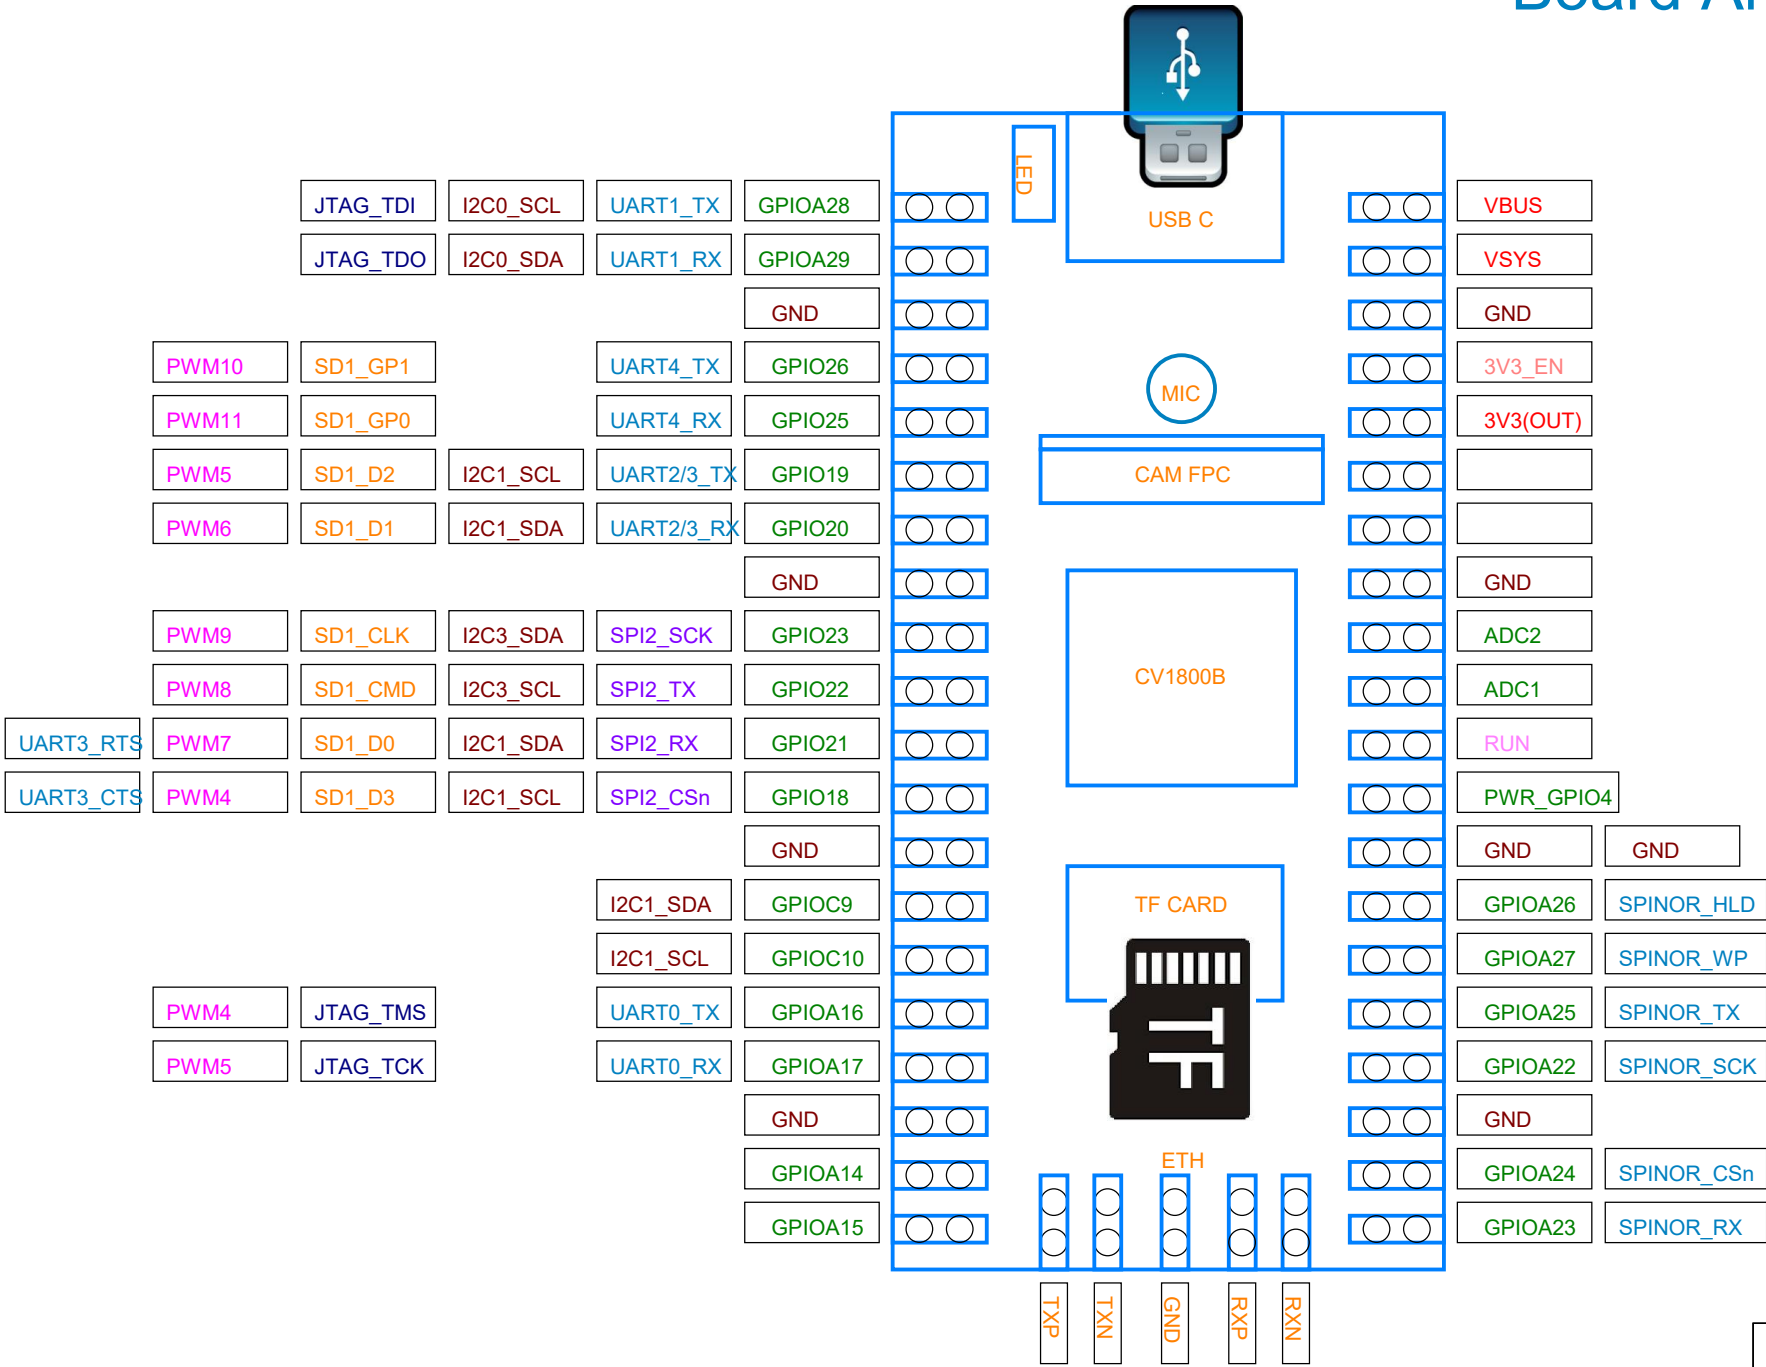 Board
LED
USB C
JTAG_TDI I2C0_SCL UART1_TX GPIOA28 VBUS
JTAG_TDO I2C0_SDA UART1_RX GPIOA29 VSYS
GND GND
PWM10 SD1_GP1 UART4_TX GPIO26 3V3_EN
MIC
PWM11 SD1_GP0 UART4_RX GPIO25 3V3(OUT)
PWM5 SD1_D2 I2C1_SCL UART2/3_TX GPIO19 CAM FPC
PWM6 SD1_D1 I2C1_SDA UART2/3_RX GPIO20
GND GND
PWM9 SD1_CLK I2C3_SDA SPI2_SCK GPIO23 ADC2
PWM8 SD1_CMD I2C3_SCL SPI2_TX GPIO22 CV1800B ADC1
UART3_RTS PWM7 SD1_D0 I2C1_SDA SPI2_RX GPIO21 RUN
UART3_CTS PWM4 SD1_D3 I2C1_SCL SPI2_CSn GPIO18 PWR_GPIO4
GND GND GND
I2C1_SDA GPIOC9 TF CARD GPIOA26 SPINOR_HLD
I2C1_SCL GPIOC10 GPIOA27 SPINOR_WP
PWM4 JTAG_TMS UART0_TX GPIOA16 GPIOA25 SPINOR_TX
TF
PWM5 JTAG_TCK UART0_RX GPIOA17 GPIOA22 SPINOR_SCK
GND GND
ETH
GPIOA14 GPIOA24 SPINOR_CSn
GPIOA15 GPIOA23 SPINOR_RX
TXP TXN GND RXP RXN